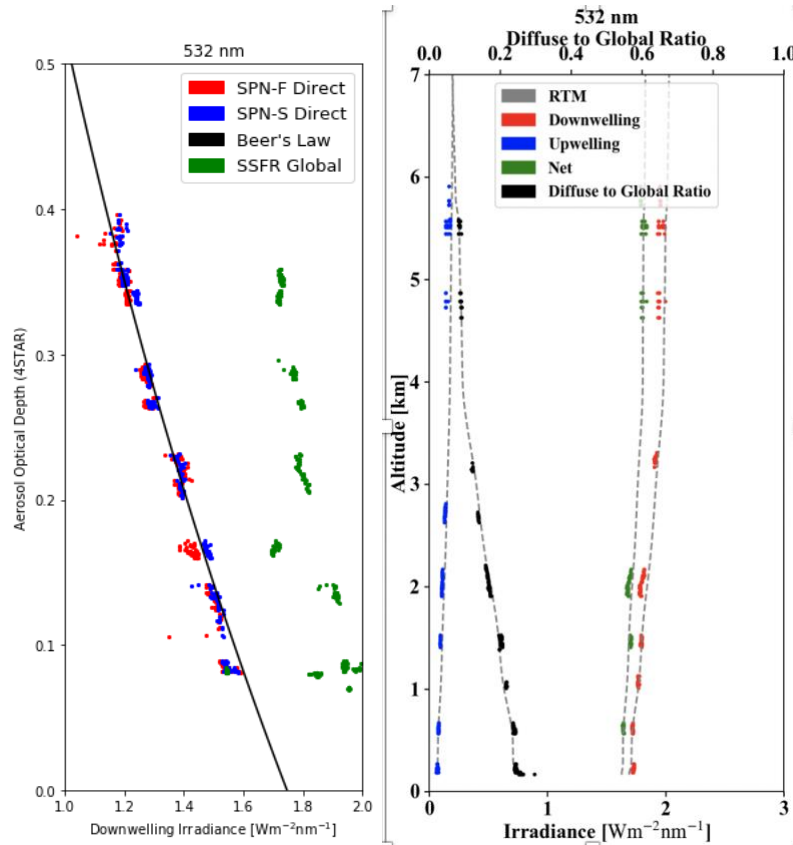 532 nm
0.5
0.4
0.3
0.2
0.1
0.0
Aerosol Optical Depth (4STAR)
SPN-F Direct
SPN-S Direct
Beer's Law
SSFR Global
1.0 1.2 1.4 1.6 1.8 2.0
Downwelling Irradiance [Wm⁻²nm⁻¹]
532 nm
Diffuse to Global Ratio
0.0 0.2 0.4 0.6 0.8 1.0
7
6
5
4
3
2
1
0
Altitude [km]
RTM
Downwelling
Upwelling
Net
Diffuse to Global Ratio
0 1 2 3
Irradiance [Wm⁻²nm⁻¹]